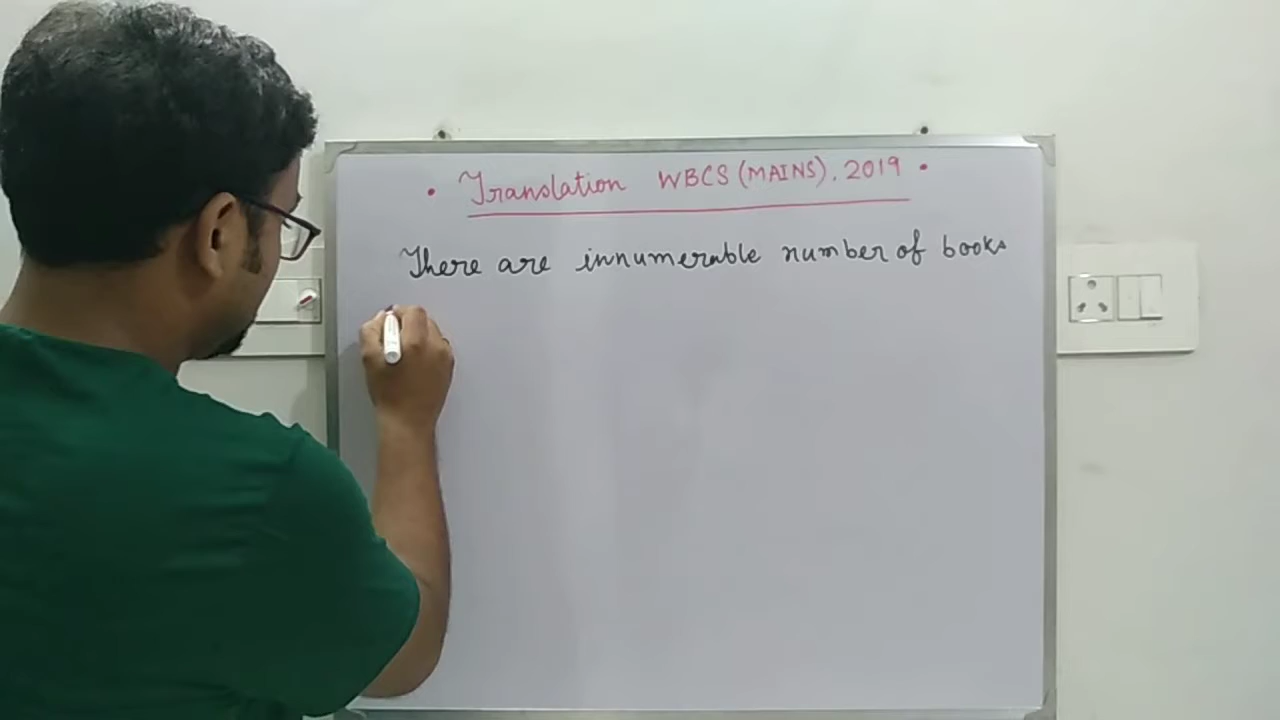 • Translation WBCS (MAINS). 2019 •
There are innumerable number of books